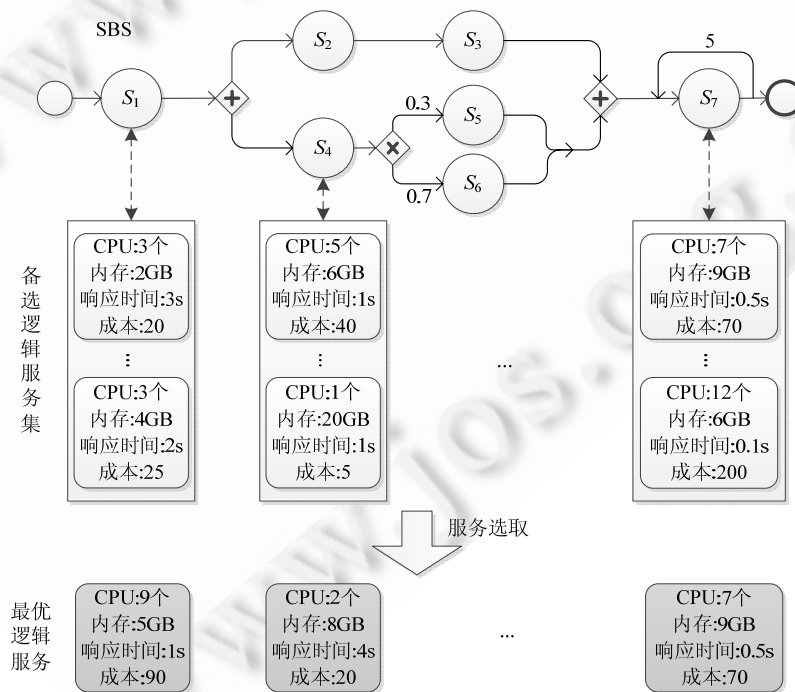 SBS
5
S2
S3
S1
S7
0.3
S5
S4
0.7
S6
备选逻辑服务集
CPU:3个
内存:2GB
响应时间:3s
成本:20
...
CPU:3个
内存:4GB
响应时间:2s
成本:25
CPU:5个
内存:6GB
响应时间:1s
成本:40
...
CPU:1个
内存:20GB
响应时间:1s
成本:5
...
CPU:7个
内存:9GB
响应时间:0.5s
成本:70
...
CPU:12个
内存:6GB
响应时间:0.1s
成本:200
服务选取
最优
逻辑
服务
CPU:9个
内存:5GB
响应时间:1s
成本:90
CPU:2个
内存:8GB
响应时间:4s
成本:20
...
CPU:7个
内存:9GB
响应时间:0.5s
成本:70